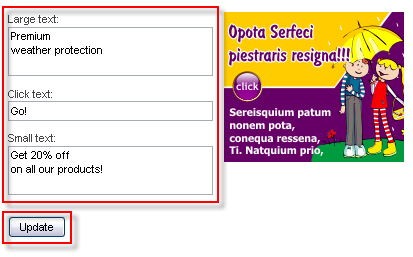 Large text:
Premium
weather protection
Click text:
Go!
Small text:
Get 20% off
on all our products!
Update
Opota Serfeci
piestraris resigna!!!
click
Sereisquium patum
nonem pota,
conequa ressena,
Ti. Natquium prio,